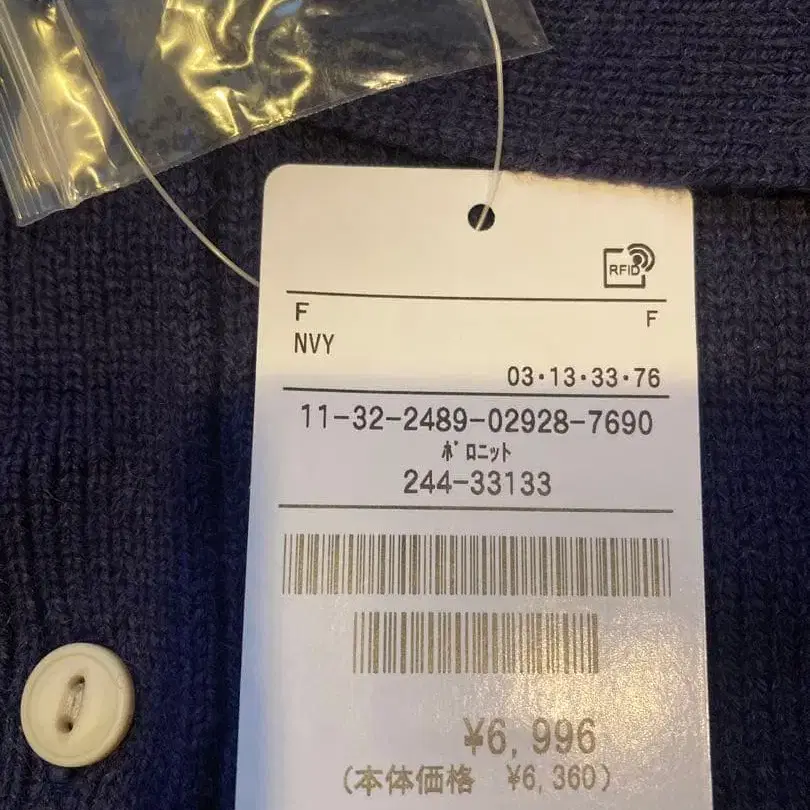 RFID
F F
NVY
03・13・33・76
11-32-2489-02928-7690
ﾎﾟﾛﾆｯﾄ
244-33133
¥6,996
(本体価格 ¥6,360)